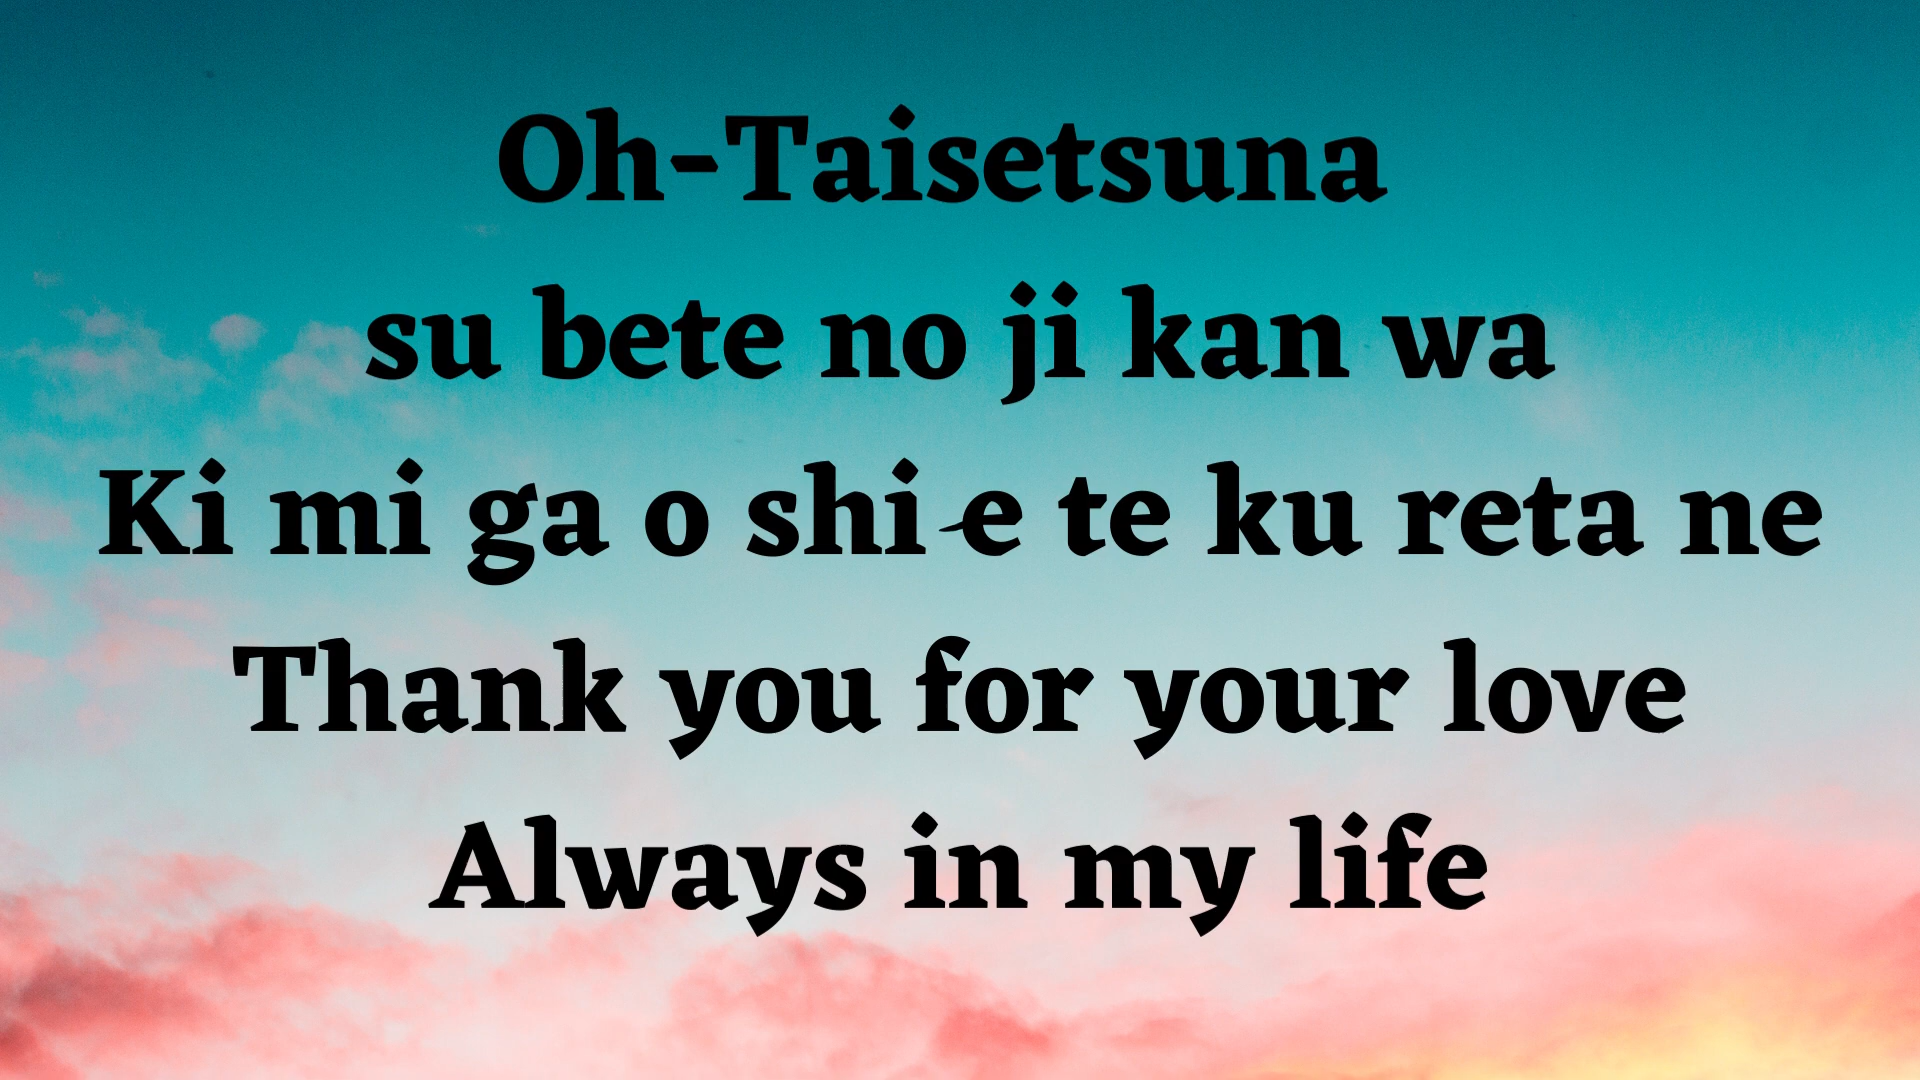 Oh-Taisetsuna
su bete no ji kan wa
Ki mi ga o shi e te ku reta ne
Thank you for your love
Always in my life